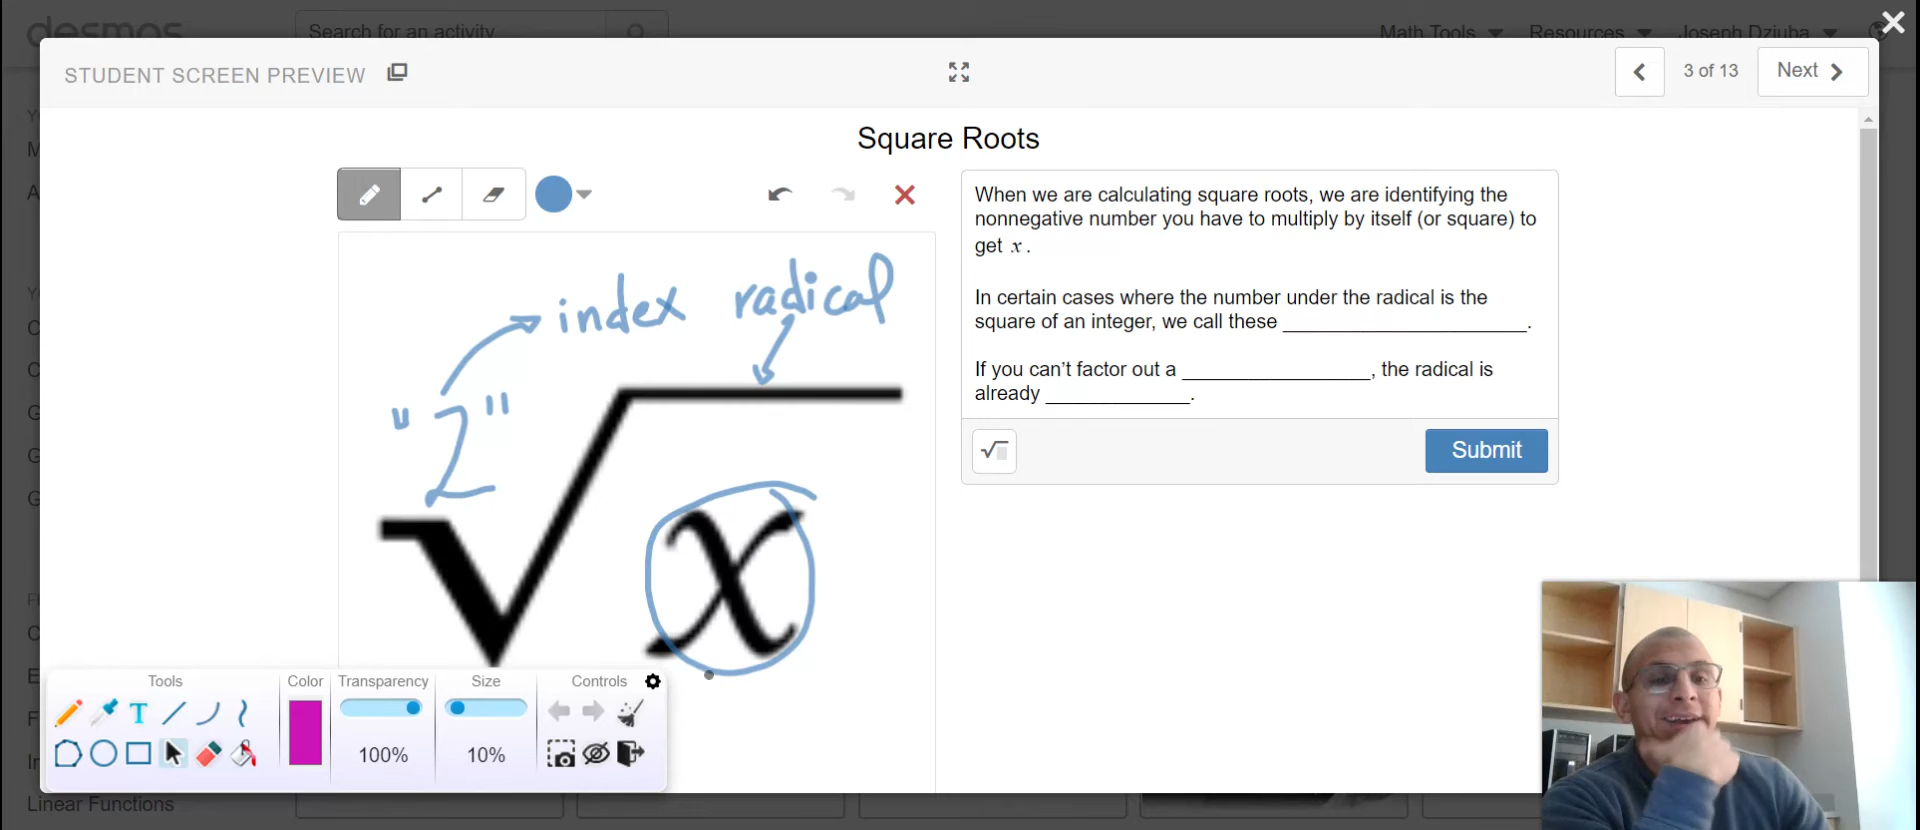 desmos
Search for an activity
Math Tools
Resources
Joseph Dziuba
STUDENT SCREEN PREVIEW
3 of 13
Next
Square Roots
When we are calculating square roots, we are identifying the
nonnegative number you have to multiply by itself (or square) to
get x.
In certain cases where the number under the radical is the
square of an integer, we call these ______________________.
If you can't factor out a _________________, the radical is
already _____________.
Submit
index radical
"2"
√x
Tools
Color
Transparency
Size
Controls
T
100%
10%
Linear Functions